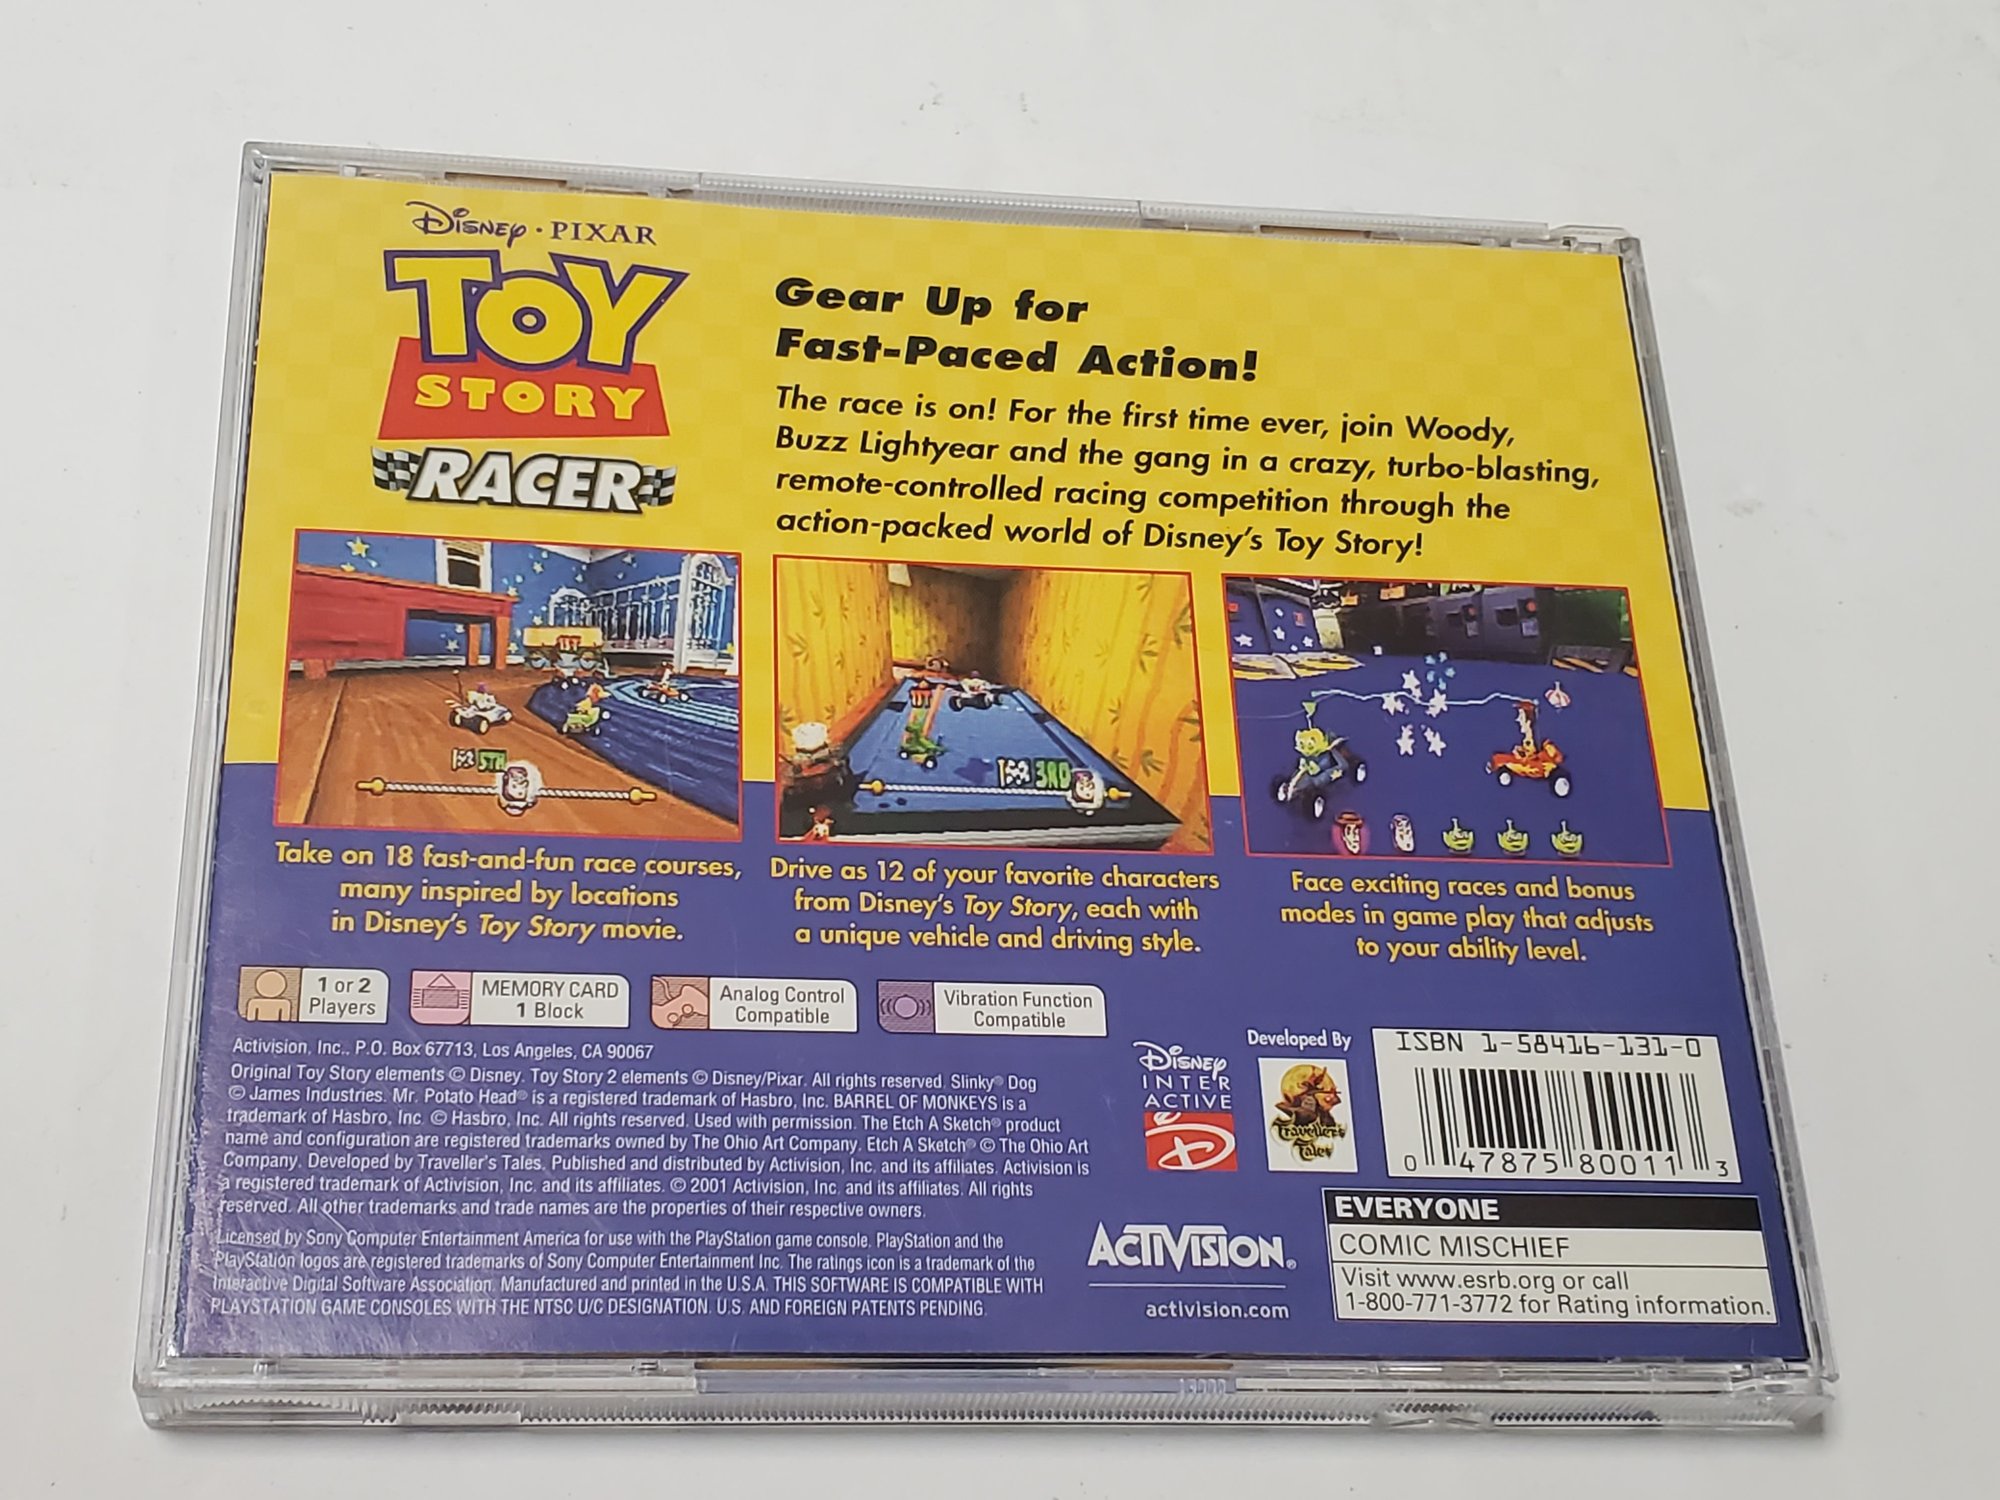 Disney · PIXAR
TOY
STORY
RACER
Gear Up for
Fast-Paced Action!
The race is on! For the first time ever, join Woody,
Buzz Lightyear and the gang in a crazy, turbo-blasting,
remote-controlled racing competition through the
action-packed world of Disney's Toy Story!
1ST
5TH
3RD
Take on 18 fast-and-fun race courses,
many inspired by locations
in Disney's Toy Story movie.
Drive as 12 of your favorite characters
from Disney's Toy Story, each with
a unique vehicle and driving style.
Face exciting races and bonus
modes in game play that adjusts
to your ability level.
1 or 2
Players
MEMORY CARD
1 Block
Analog Control
Compatible
Vibration Function
Compatible
Activision, Inc., P.O. Box 67713, Los Angeles, CA 90067
Original Toy Story elements © Disney. Toy Story 2 elements © Disney/Pixar. All rights reserved. Slinky® Dog
© James Industries. Mr. Potato Head® is a registered trademark of Hasbro, Inc. BARREL OF MONKEYS is a
trademark of Hasbro, Inc. © Hasbro, Inc. All rights reserved. Used with permission. The Etch A Sketch® product
name and configuration are registered trademarks owned by The Ohio Art Company. Etch A Sketch® © The Ohio Art
Company. Developed by Traveller's Tales. Published and distributed by Activision, Inc. and its affiliates. Activision is
a registered trademark of Activision, Inc. and its affiliates. © 2001 Activision, Inc. and its affiliates. All rights
reserved. All other trademarks and trade names are the properties of their respective owners.
Licensed by Sony Computer Entertainment America for use with the PlayStation game console. PlayStation and the
PlayStation logos are registered trademarks of Sony Computer Entertainment Inc. The ratings icon is a trademark of the
Interactive Digital Software Association. Manufactured and printed in the U.S.A. THIS SOFTWARE IS COMPATIBLE WITH
PLAYSTATION GAME CONSOLES WITH THE NTSC U/C DESIGNATION. U.S. AND FOREIGN PATENTS PENDING.
Disney
INTER
ACTIVE
D
Developed By
Traveller's
Tales
ISBN 1-58416-131-0
0 47875 80011 3
ACTIVISION®
activision.com
EVERYONE
COMIC MISCHIEF
Visit www.esrb.org or call
1-800-771-3772 for Rating information.